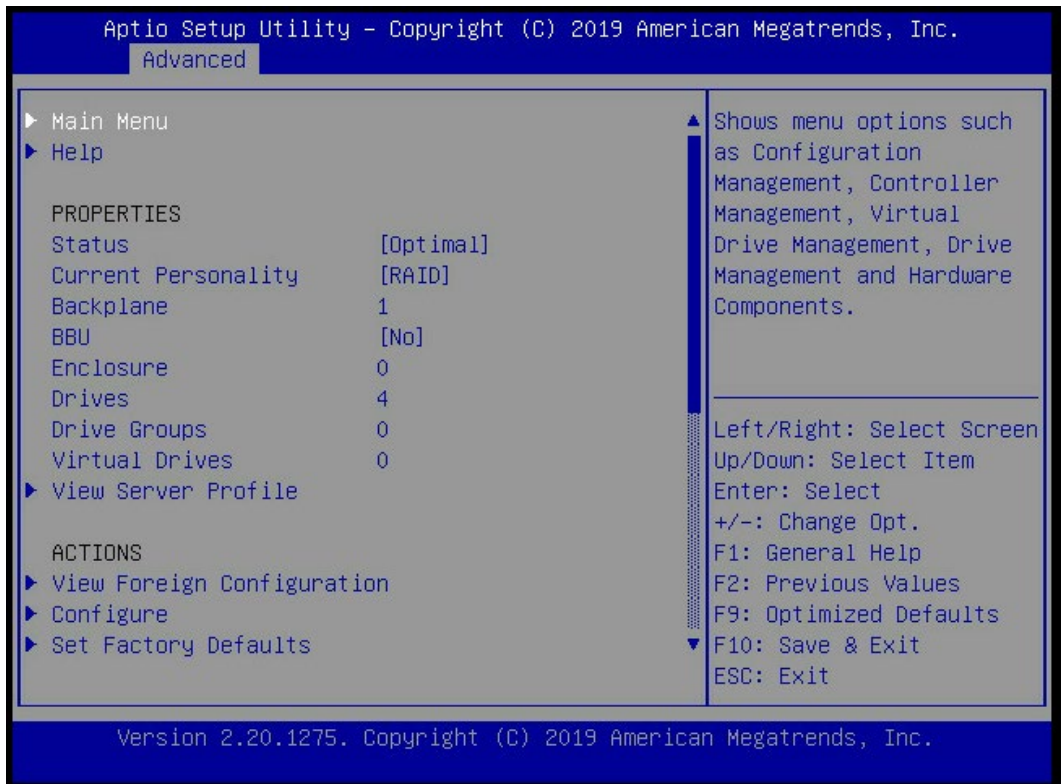 Aptio Setup Utility – Copyright (C) 2019 American Megatrends, Inc.
Advanced
Main Menu
Help
PROPERTIES
Status [Optimal]
Current Personality [RAID]
Backplane 1
BBU [No]
Enclosure 0
Drives 4
Drive Groups 0
Virtual Drives 0
View Server Profile
ACTIONS
View Foreign Configuration
Configure
Set Factory Defaults
Shows menu options such
as Configuration
Management, Controller
Management, Virtual
Drive Management, Drive
Management and Hardware
Components.
Left/Right: Select Screen
Up/Down: Select Item
Enter: Select
+/-: Change Opt.
F1: General Help
F2: Previous Values
F9: Optimized Defaults
F10: Save & Exit
ESC: Exit
Version 2.20.1275. Copyright (C) 2019 American Megatrends, Inc.